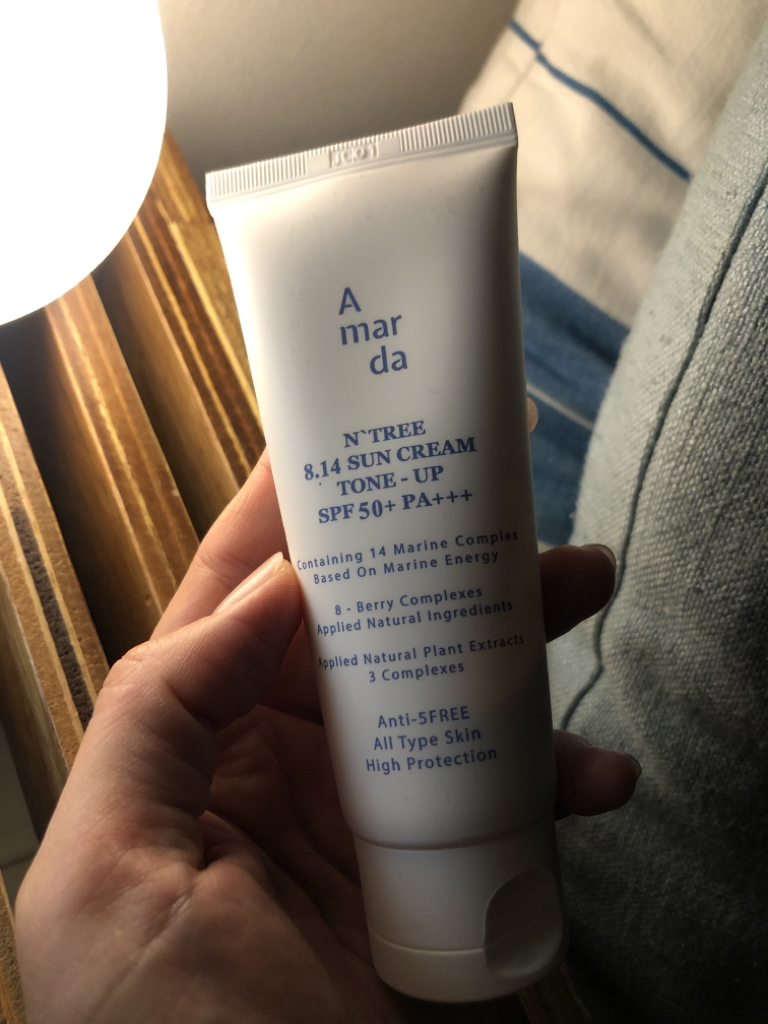 JC01
A
mar
da
N`TREE
8.14 SUN CREAM
TONE - UP
SPF 50+ PA+++
Containing 14 Marine Complex
Based On Marine Energy
8 - Berry Complexes
Applied Natural Ingredients
Applied Natural Plant Extracts
3 Complexes
Anti-5FREE
All Type Skin
High Protection